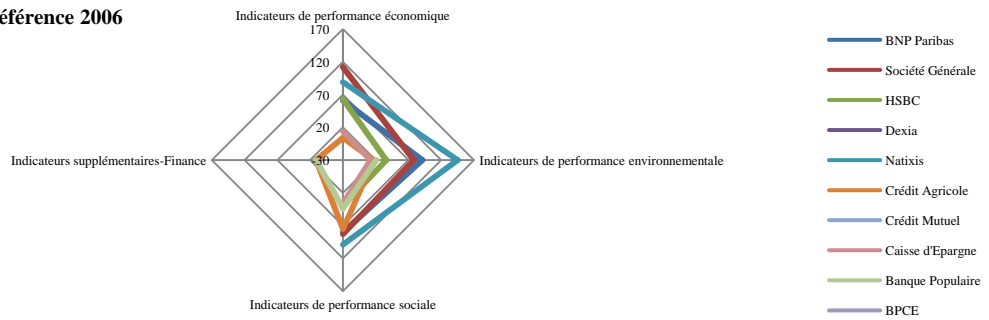 éférence 2006
Indicateurs de performance économique
170
120
70
20
-30
Indicateurs supplémentaires-Finance
Indicateurs de performance environnementale
Indicateurs de performance sociale
BNP Paribas
Société Générale
HSBC
Dexia
Natixis
Crédit Agricole
Crédit Mutuel
Caisse d'Epargne
Banque Populaire
BPCE